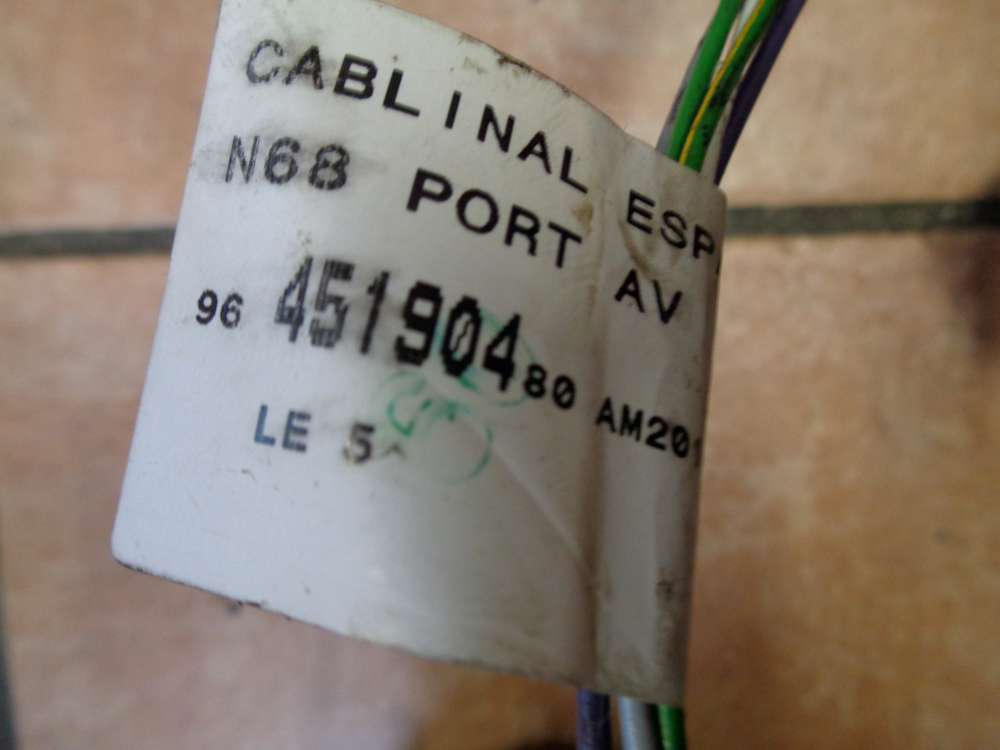 CABLINAL ESP
N68 PORT AV
96 451904 80 AM20
LE 5